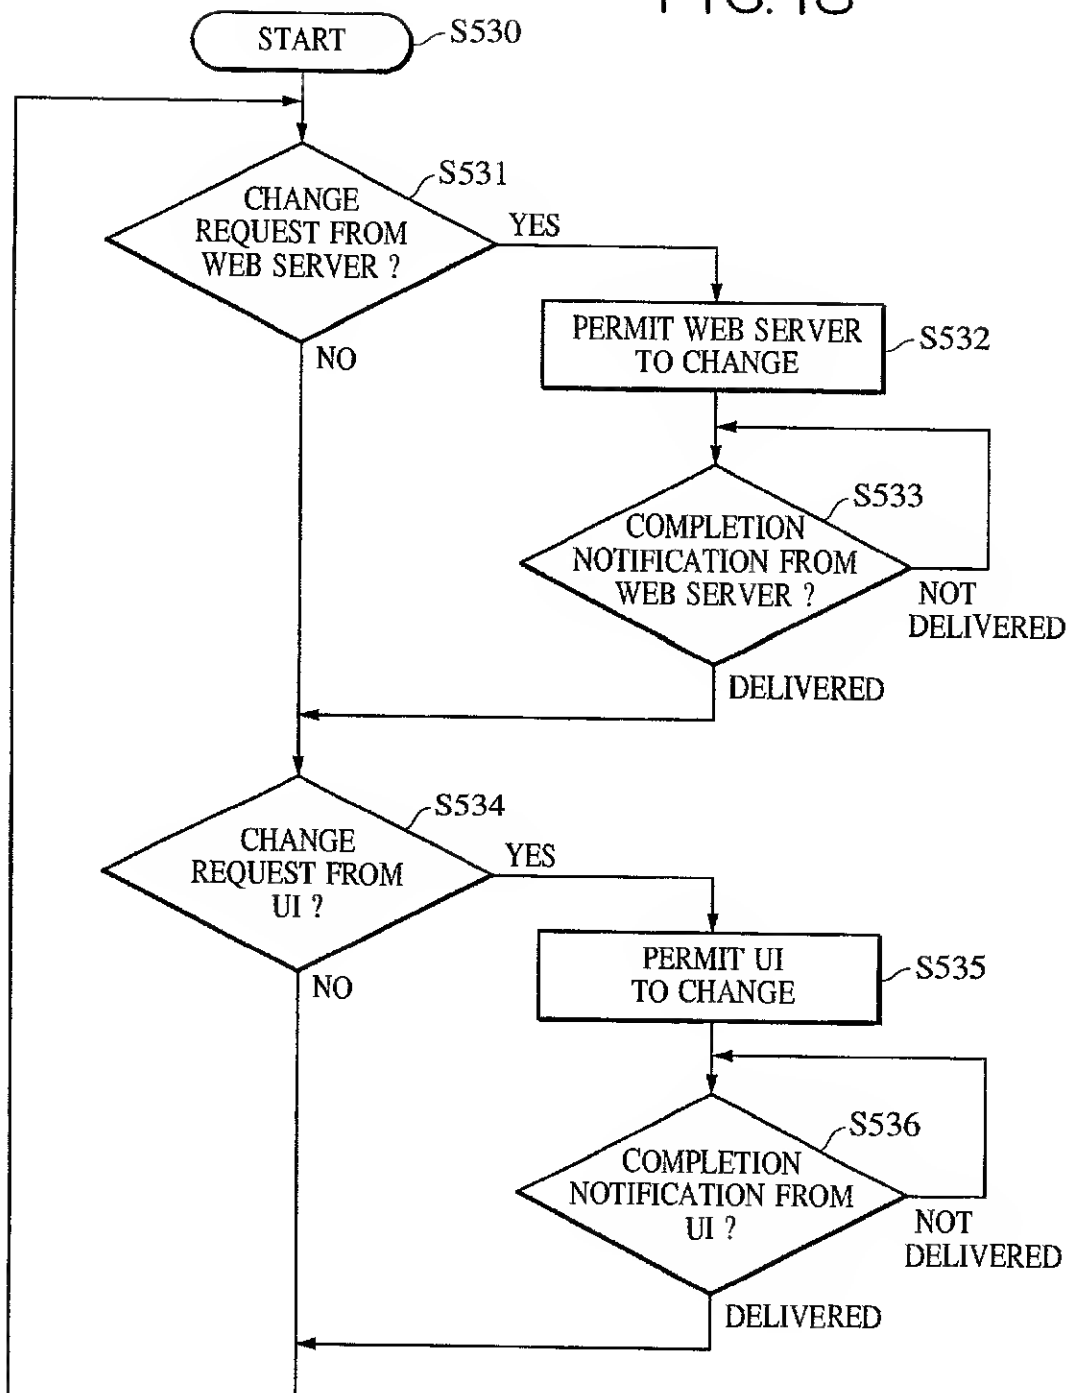 START
S530
S531
CHANGE
REQUEST FROM
WEB SERVER ?
YES
NO
PERMIT WEB SERVER
TO CHANGE
S532
S533
COMPLETION
NOTIFICATION FROM
WEB SERVER ?
NOT
DELIVERED
DELIVERED
S534
CHANGE
REQUEST FROM
UI ?
YES
NO
PERMIT UI
TO CHANGE
S535
S536
COMPLETION
NOTIFICATION FROM
UI ?
NOT
DELIVERED
DELIVERED